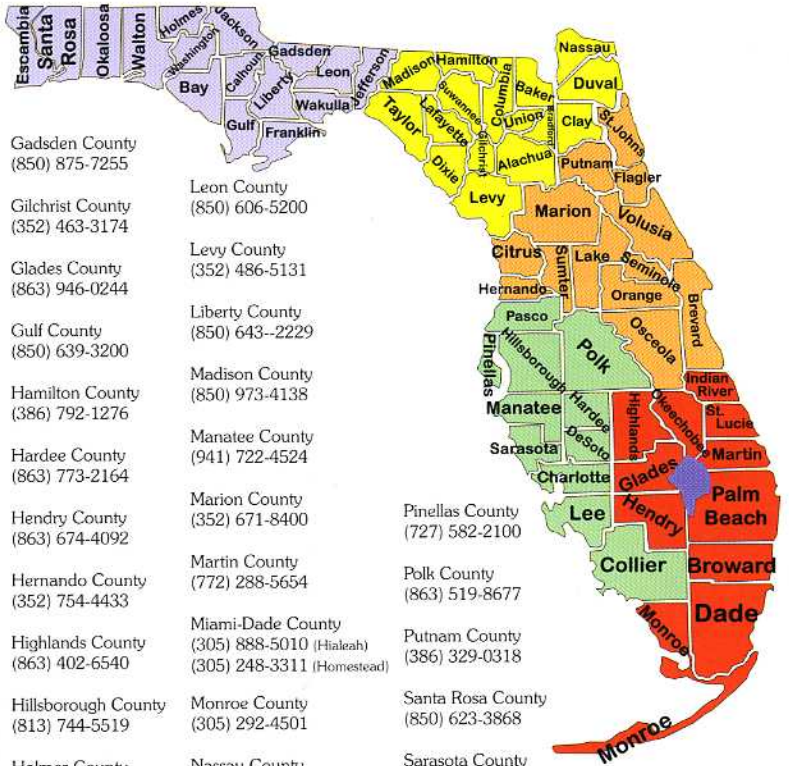 Escambia
Santa
Rosa
Okaloosa
Walton
Holmes
Jackson
Washington
Bay
Calhoun
Gulf
Liberty
Gadsden
Leon
Wakulla
Franklin
Jefferson
Madison
Hamilton
Taylor
Lafayette
Suwannee
Columbia
Dixie
Gilchrist
Baker
Union
Bradford
Alachua
Levy
Nassau
Duval
Clay
St. Johns
Putnam
Flagler
Marion
Volusia
Citrus
Sumter
Lake
Seminole
Hernando
Orange
Brevard
Osceola
Pasco
Pinellas
Hillsborough
Polk
Manatee
Hardee
Sarasota
DeSoto
Charlotte
Lee
Collier
Indian
River
Highlands
Okeechobee
St.
Lucie
Martin
Glades
Hendry
Palm
Beach
Broward
Dade
Monroe
Monroe
Gadsden County
(850) 875-7255
Gilchrist County
(352) 463-3174
Glades County
(863) 946-0244
Gulf County
(850) 639-3200
Hamilton County
(386) 792-1276
Hardee County
(863) 773-2164
Hendry County
(863) 674-4092
Hernando County
(352) 754-4433
Highlands County
(863) 402-6540
Hillsborough County
(813) 744-5519
Holmes County
Leon County
(850) 606-5200
Levy County
(352) 486-5131
Liberty County
(850) 643--2229
Madison County
(850) 973-4138
Manatee County
(941) 722-4524
Marion County
(352) 671-8400
Martin County
(772) 288-5654
Miami-Dade County
(305) 888-5010 (Hialeah)
(305) 248-3311 (Homestead)
Monroe County
(305) 292-4501
Nassau County
Pinellas County
(727) 582-2100
Polk County
(863) 519-8677
Putnam County
(386) 329-0318
Santa Rosa County
(850) 623-3868
Sarasota County